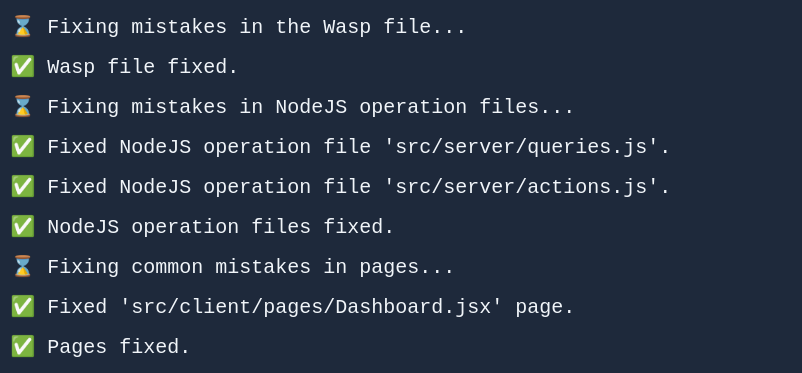 ⌛ Fixing mistakes in the Wasp file...
✅ Wasp file fixed.
⌛ Fixing mistakes in NodeJS operation files...
✅ Fixed NodeJS operation file 'src/server/queries.js'.
✅ Fixed NodeJS operation file 'src/server/actions.js'.
✅ NodeJS operation files fixed.
⌛ Fixing common mistakes in pages...
✅ Fixed 'src/client/pages/Dashboard.jsx' page.
✅ Pages fixed.